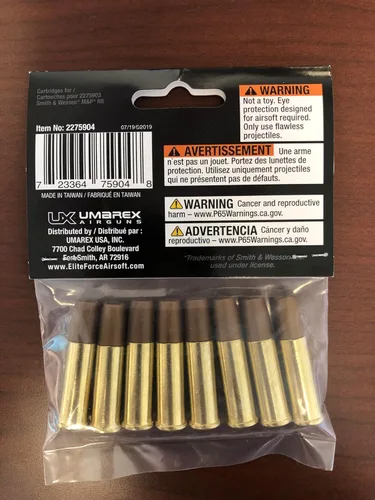 Cartridges for /
Cartouches pour 2275903
Smith & Wesson® M&P® R8
Item No: 2275904
07/19/02019
7 23364 75904 8
MADE IN TAIWAN / FABRIQUÉ EN TAIWAN
UX UMAREX
AIRGUNS
Distributed by / Distribué par :
UMAREX USA, INC.
7700 Chad Colley Boulevard
Fort Smith, AR 72916
www.EliteForceAirsoft.com
WARNING
Not a toy. Eye
protection designed
for airsoft required.
Only use flawless
projectiles.
AVERTISSEMENT Une arme
n'est pas un jouet. Portez des lunettes de
protection. Utilisez uniquement projectiles
qui ne présentent pas de défauts.
WARNING Cancer and reproductive
harm – www.P65Warnings.ca.gov.
ADVERTENCIA Cáncer y daño
reproductivo – www.P65Warnings.ca.gov.
"Trademarks of Smith & Wesson®
used under license.